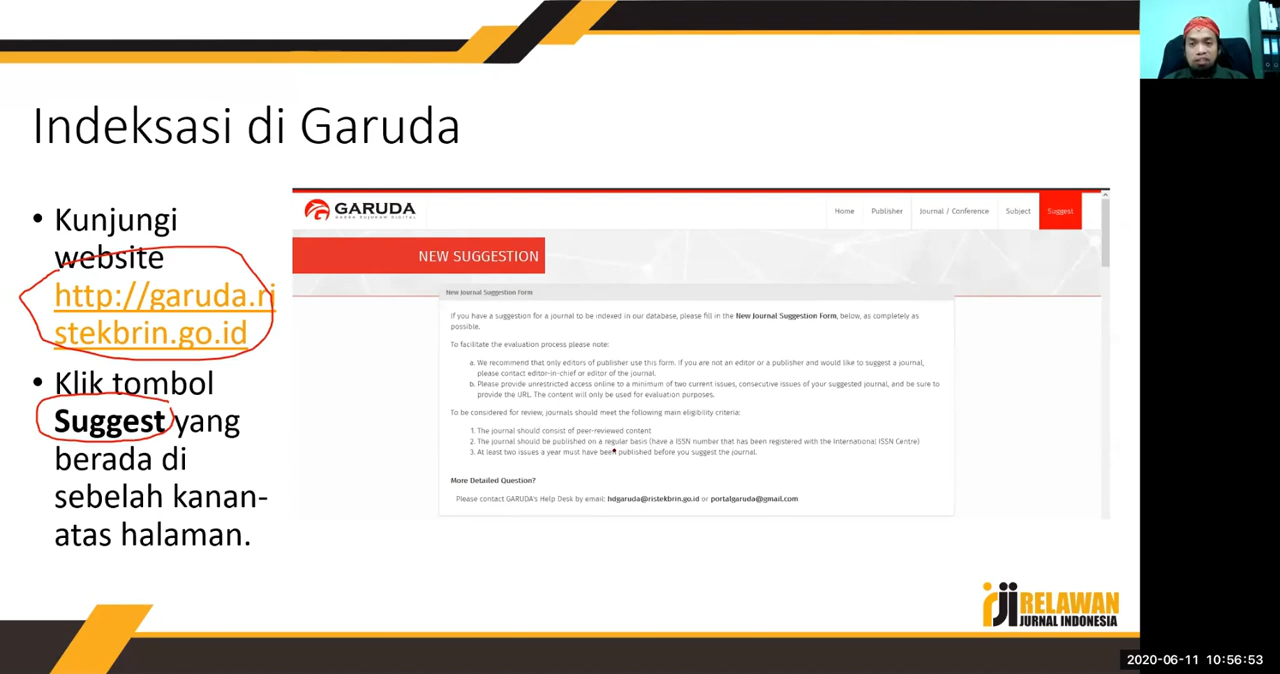 Indeksasi di Garuda
• Kunjungi
website
http://garuda.ri
stekbrin.go.id
• Klik tombol
Suggest yang
berada di
sebelah kanan-
atas halaman.
GARUDA
GARBA RUJUKAN DIGITAL
Home Publisher Journal / Conference Subject Suggest
NEW SUGGESTION
New Journal Suggestion Form
If you have a suggestion for a journal to be indexed in our database, please fill in the New Journal Suggestion Form, below, as completely as
possible.
To facilitate the evaluation process please note:
a. We recommend that only editors of publisher use this form. If you are not an editor or a publisher and would like to suggest a journal,
please contact editor-in-chief or editor of the journal.
b. Please provide unrestricted access online to a minimum of two current issues, consecutive issues of your suggested journal, and be sure to
provide the URL. The content will only be used for evaluation purposes.
To be considered for review, journals should meet the following main eligibility criteria:
1. The journal should consist of peer-reviewed content
2. The journal should be published on a regular basis (have a ISSN number that has been registered with the International ISSN Centre)
3. At least two issues a year must have been published before you suggest the journal.
More Detailed Question?
Please contact GARUDA's Help Desk by email: hdgaruda@ristekbrin.go.id or portalgaruda@gmail.com
rji RELAWAN
JURNAL INDONESIA
2020-06-11 10:56:53